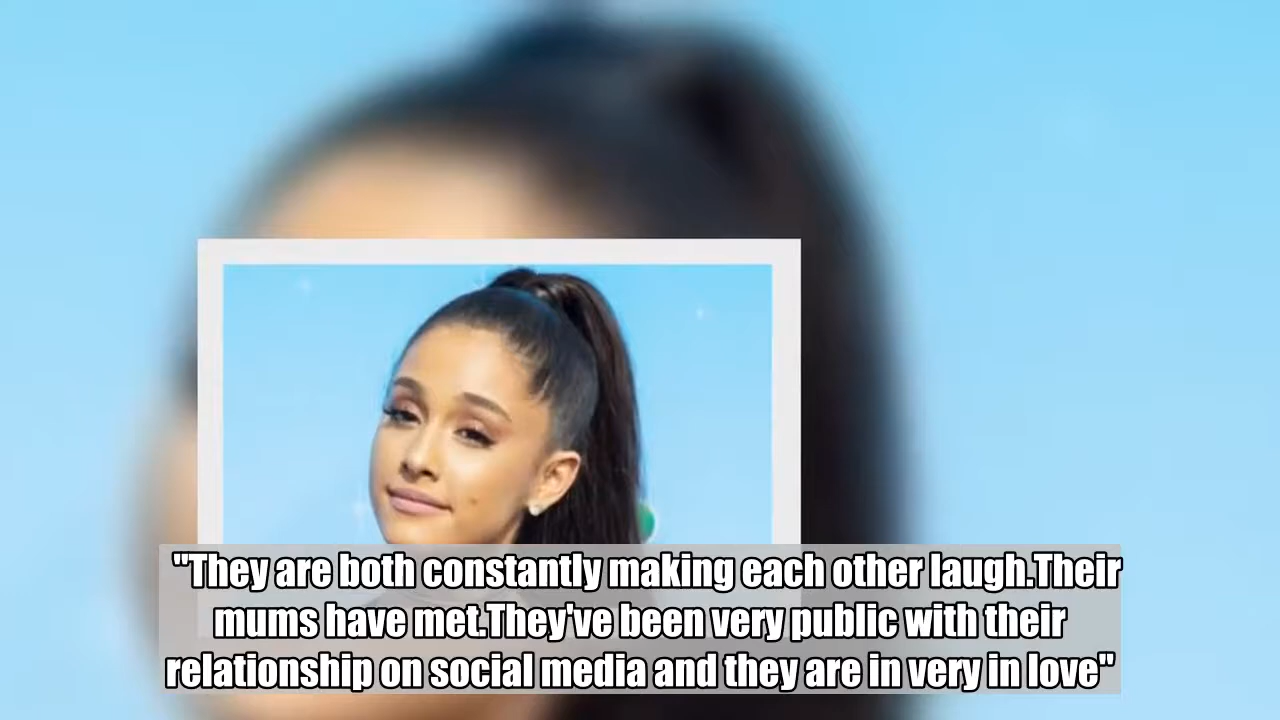 "They are both constantly making each other laugh.Their
mums have met.They've been very public with their
relationship on social media and they are in very in love"